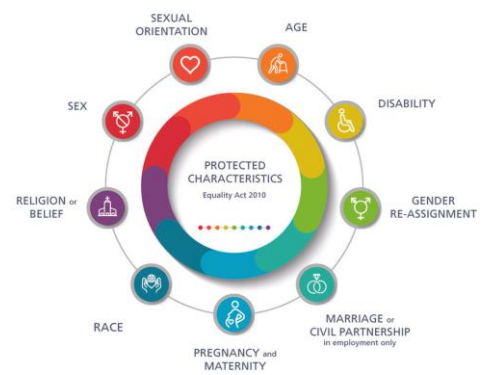 PROTECTED
CHARACTERISTICS
Equality Act 2010
AGE
DISABILITY
GENDER
RE-ASSIGNMENT
MARRIAGE or
CIVIL PARTNERSHIP
in employment only
PREGNANCY and
MATERNITY
RACE
RELIGION or
BELIEF
SEX
SEXUAL
ORIENTATION